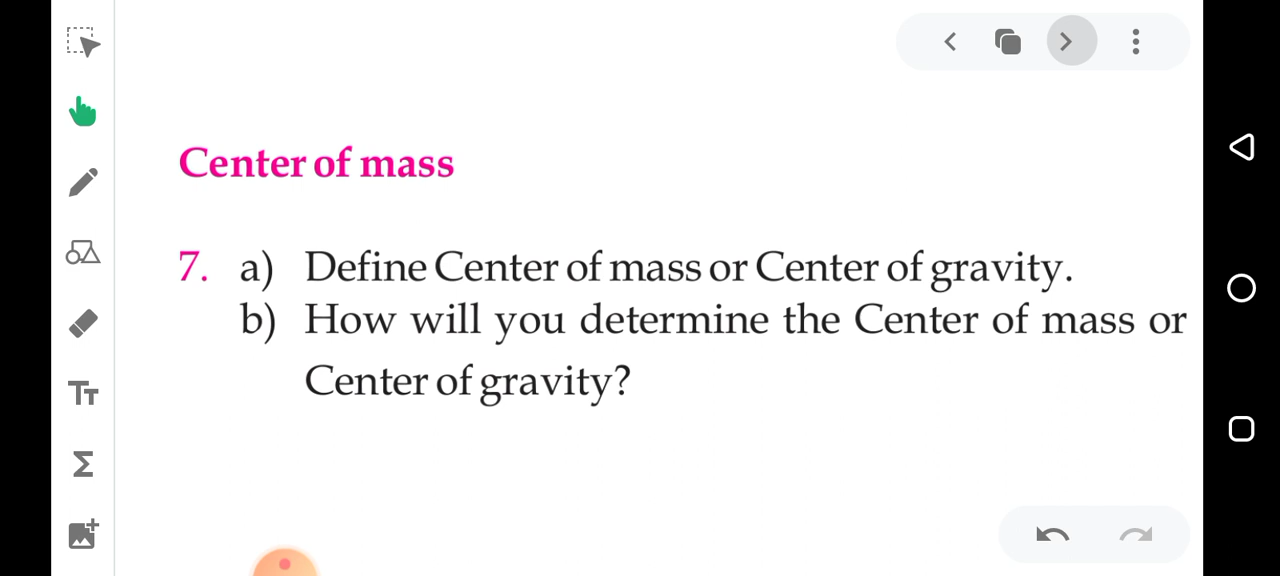 Center of mass
7. a) Define Center of mass or Center of gravity.
b) How will you determine the Center of mass or
Center of gravity?